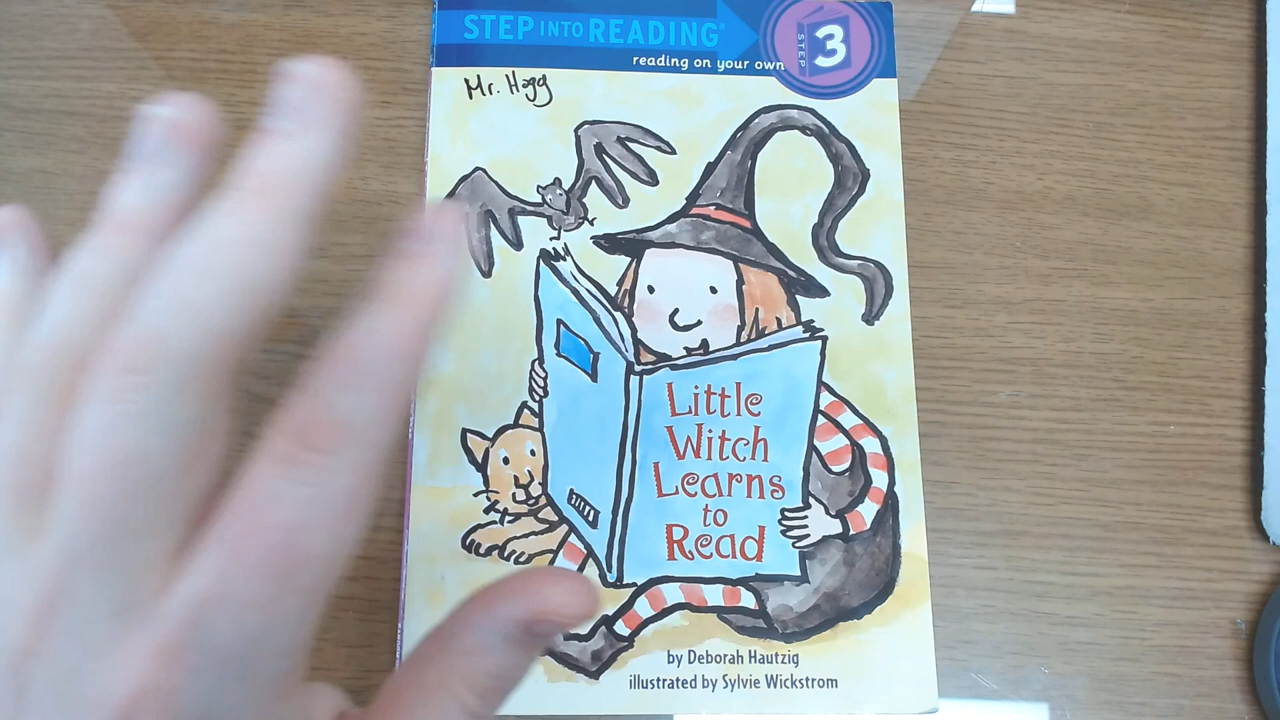 STEP INTO READING®
reading on your own
STEP 3
Mr. Hogg
Little
Witch
Learns
to
Read
by Deborah Hautzig
illustrated by Sylvie Wickstrom